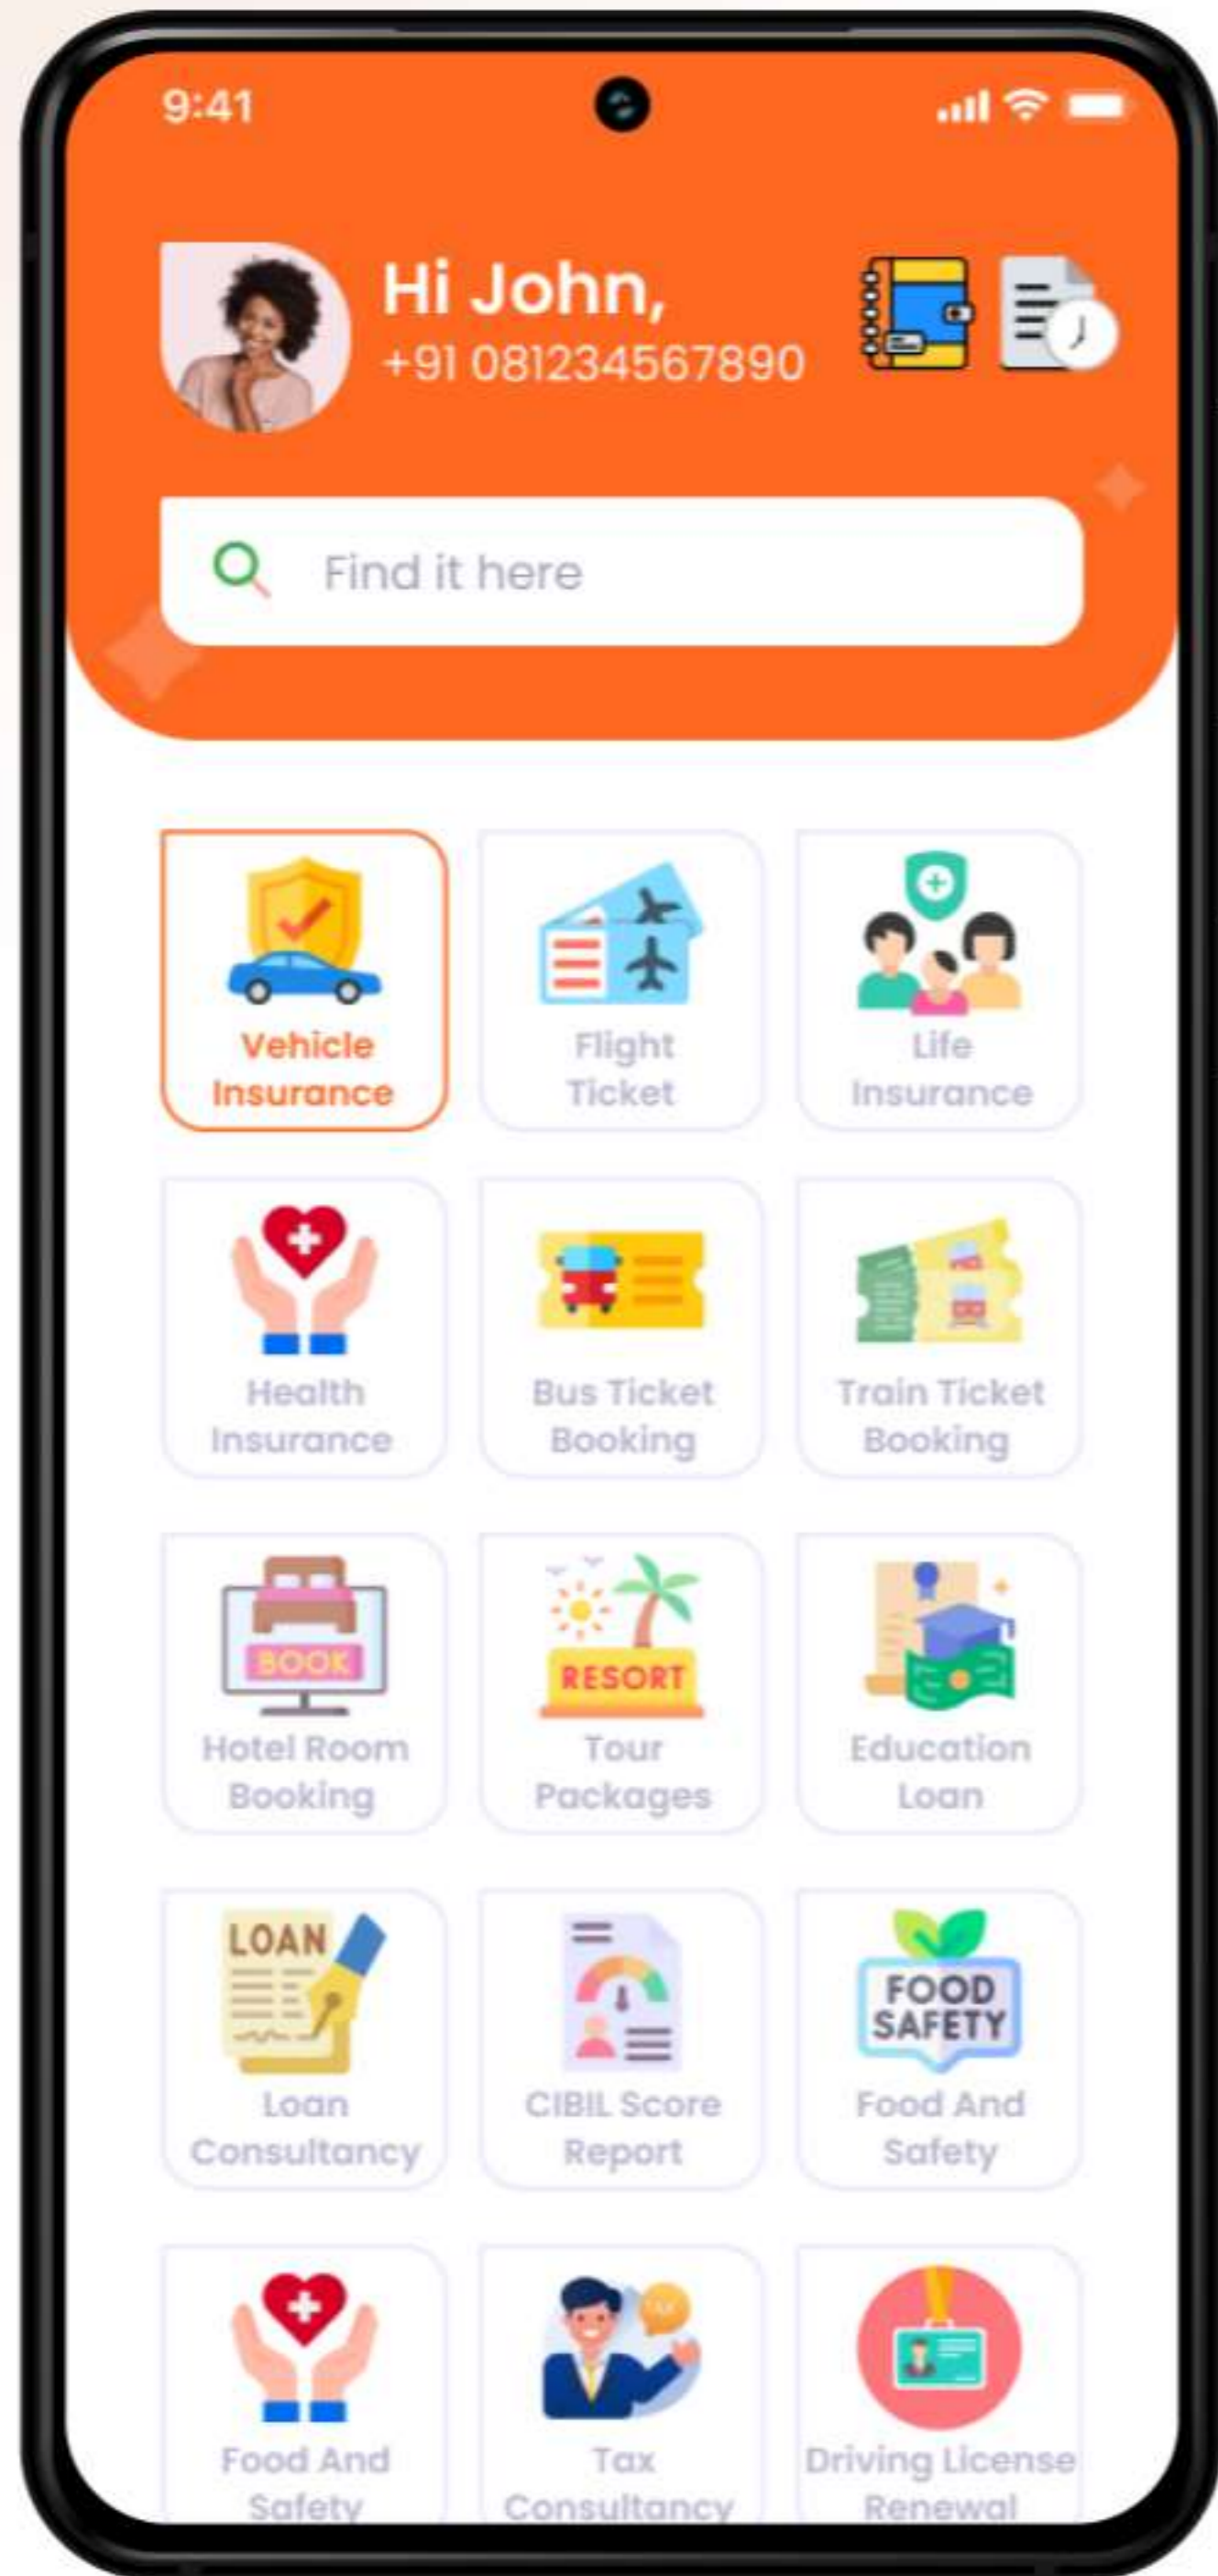 9:41
Hi John,
+91 081234567890
Find it here
Vehicle
Insurance
Flight
Ticket
Life
Insurance
Health
Insurance
Bus Ticket
Booking
Train Ticket
Booking
BOOK
Hotel Room
Booking
RESORT
Tour
Packages
Education
Loan
LOAN
Loan
Consultancy
CIBIL Score
Report
FOOD
SAFETY
Food And
Safety
Food And
Safety
TAX
Tax
Consultancy
Driving License
Renewal